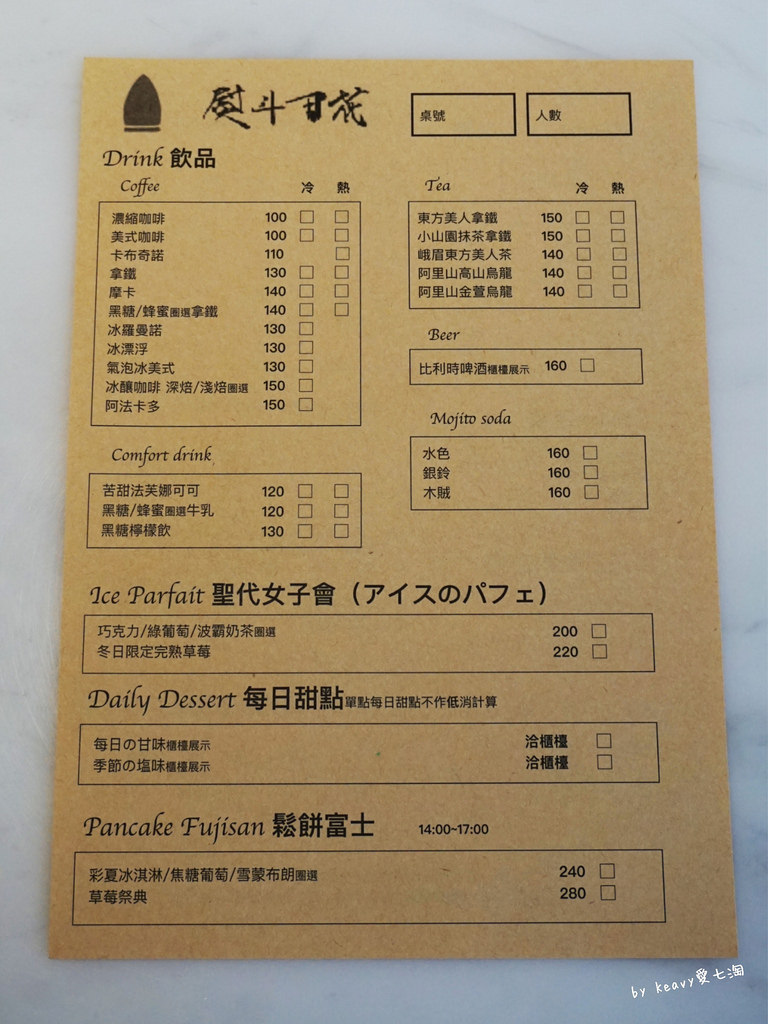 熨斗目花
桌號
人數
Drink 飲品
Coffee 冷 熱
濃縮咖啡 100 □ □
美式咖啡 100 □ □
卡布奇諾 110 □
拿鐵 130 □ □
摩卡 140 □ □
黑糖/蜂蜜圈選拿鐵 140 □ □
冰羅曼諾 130 □
冰漂浮 130 □
氣泡冰美式 130 □
冰釀咖啡 深焙/淺焙圈選 150 □
阿法卡多 150 □
Comfort drink
苦甜法芙娜可可 120 □ □
黑糖/蜂蜜圈選牛乳 120 □ □
黑糖檸檬飲 130 □ □
Tea 冷 熱
東方美人拿鐵 150 □ □
小山園抹茶拿鐵 150 □ □
峨眉東方美人茶 140 □ □
阿里山高山烏龍 140 □ □
阿里山金萱烏龍 140 □ □
Beer
比利時啤酒櫃檯展示 160 □
Mojito soda
水色 160 □
銀鈴 160 □
木賊 160 □
Ice Parfait 聖代女子會（アイスのパフェ）
巧克力/綠葡萄/波霸奶茶圈選 200 □
冬日限定完熟草莓 220 □
Daily Dessert 每日甜點單點每日甜點不作低消計算
每日の甘味櫃檯展示 洽櫃檯 □
季節の塩味櫃檯展示 洽櫃檯 □
Pancake Fujisan 鬆餅富士 14:00~17:00
彩夏冰淇淋/焦糖葡萄/雪蒙布朗圈選 240 □
草莓祭典 280 □
by keavy愛七淘